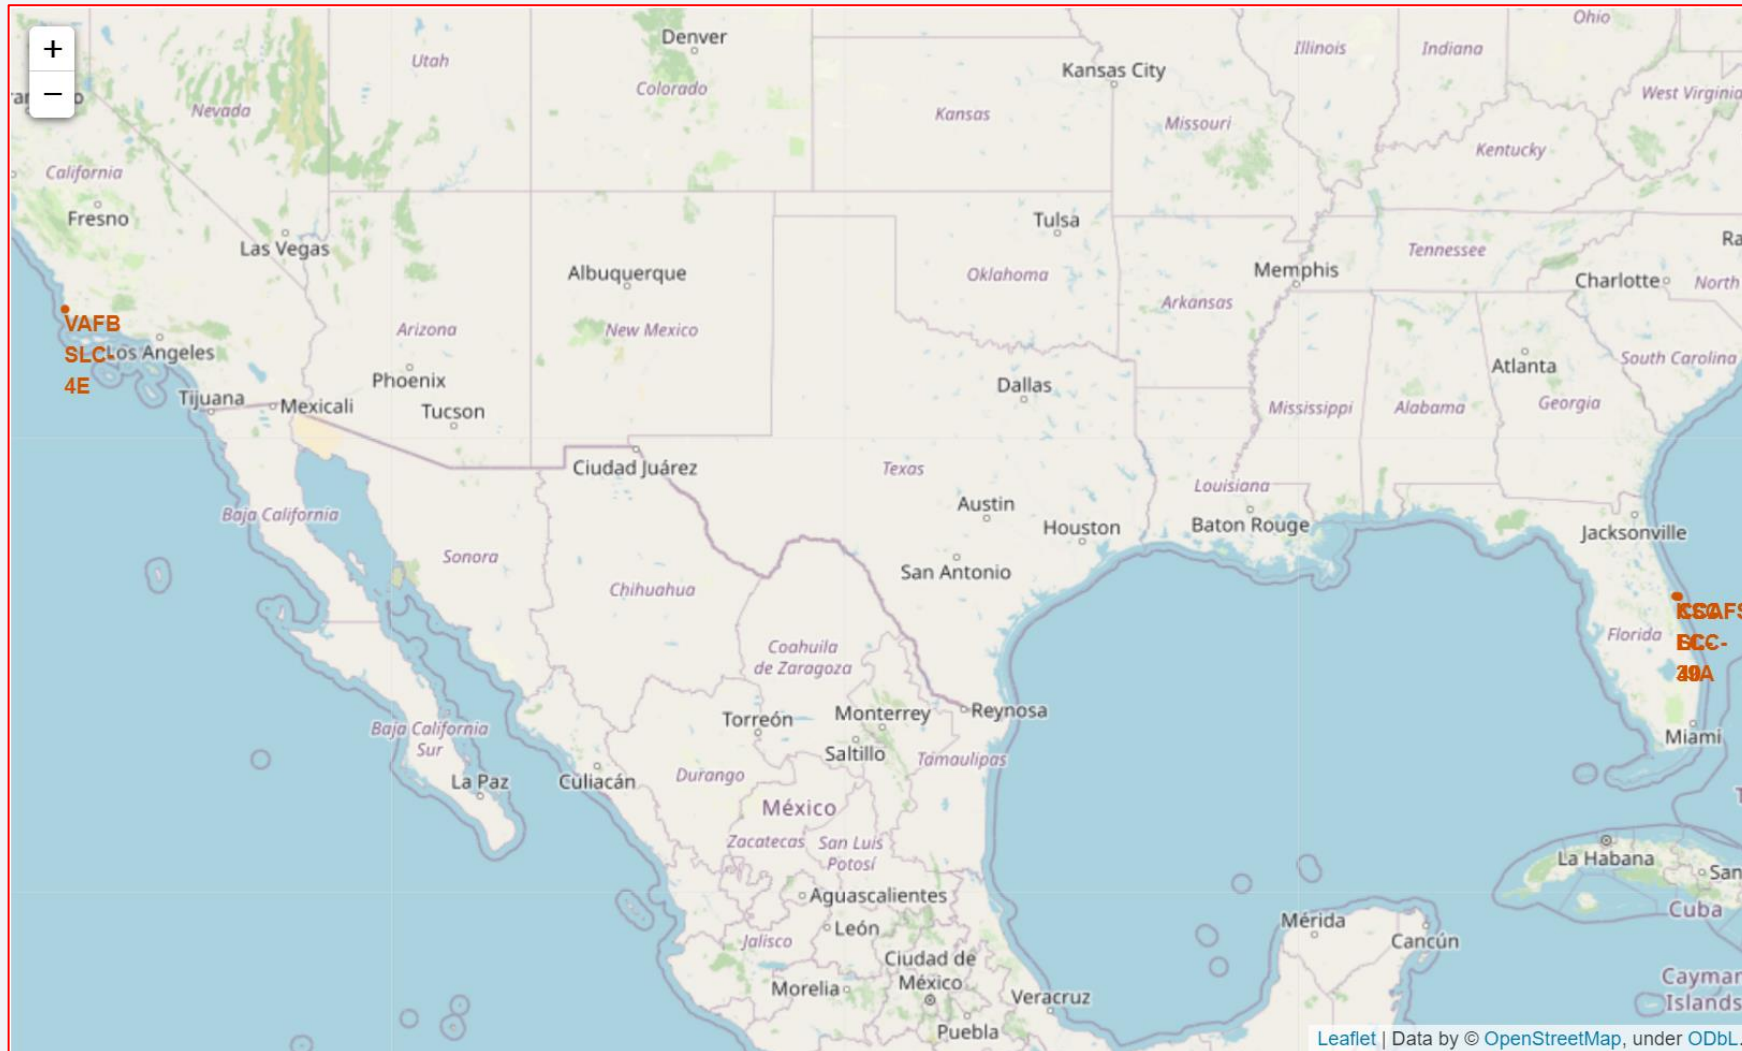 +
−
Ohio
Denver
Illinois
Indiana
Utah
Kansas City
Colorado
West Virginia
Nevada
Kansas
Missouri
Kentucky
California
Fresno
Tulsa
Las Vegas
Tennessee
Albuquerque
Oklahoma
Memphis
Charlotte
North
Arkansas
VAFB
SLC-
4E
Arizona
New Mexico
Los Angeles
Atlanta
South Carolina
Phoenix
Dallas
Tijuana
Mexicali
Tucson
Mississippi
Alabama
Georgia
Ciudad Juárez
Texas
Louisiana
Austin
Baja California
Houston
Baton Rouge
Jacksonville
Sonora
San Antonio
Chihuahua
Florida
Coahuila
de Zaragoza
Torreón
Monterrey
Reynosa
Baja California
Sur
Miami
Saltillo
Tamaulipas
La Paz
Culiacán
Durango
México
Zacatecas
San Luis
Potosí
La Habana
San
Aguascalientes
Cuba
Mérida
León
Jalisco
Cancún
Ciudad de
México
Morelia
Veracruz
Cayman
Islands
Puebla
Leaflet | Data by © OpenStreetMap, under ODbL.